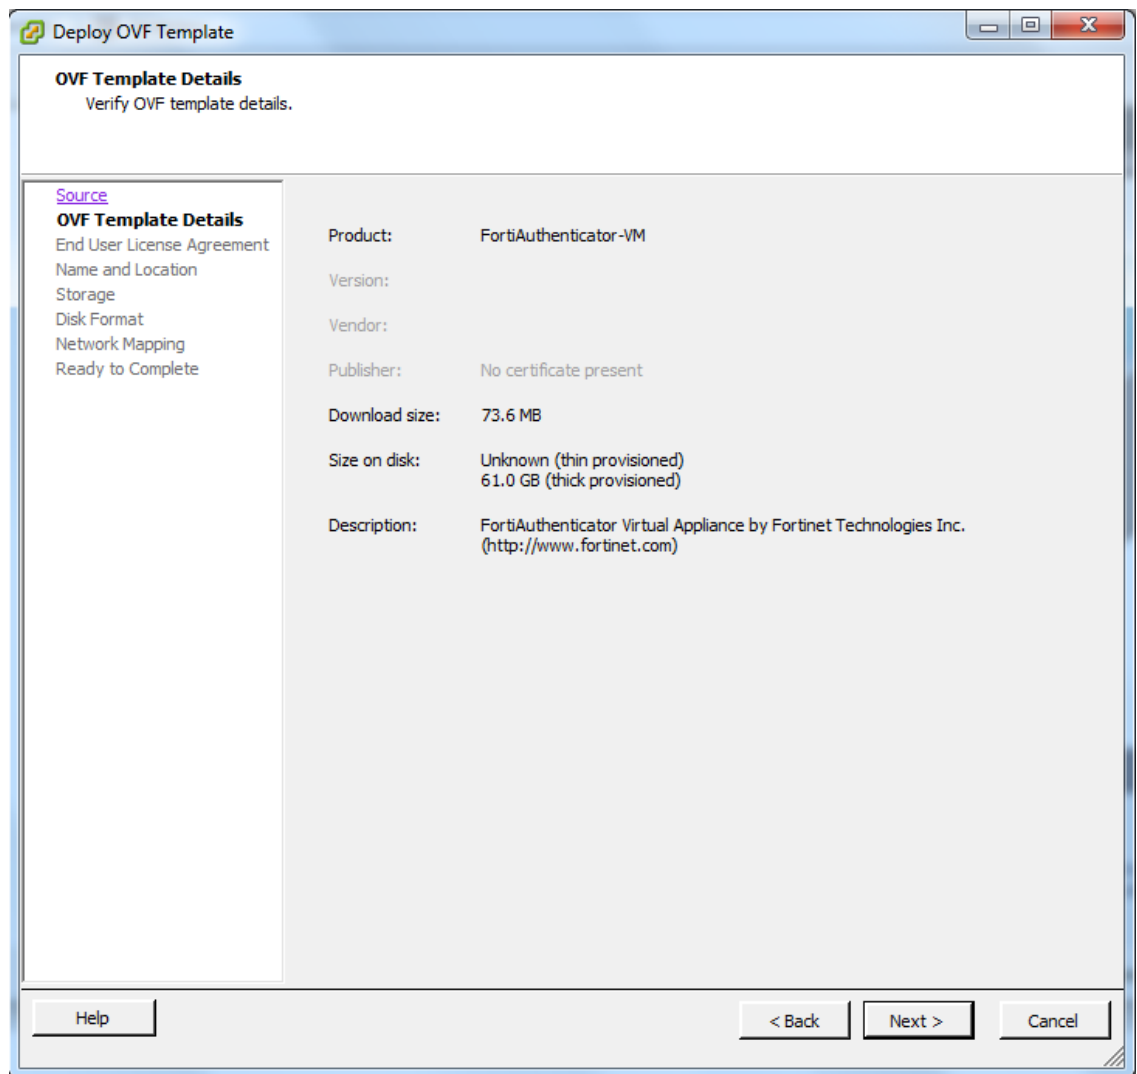 Deploy OVF Template
OVF Template Details
Verify OVF template details.
Source
OVF Template Details
End User License Agreement
Name and Location
Storage
Disk Format
Network Mapping
Ready to Complete
Product: FortiAuthenticator-VM
Version:
Vendor:
Publisher: No certificate present
Download size: 73.6 MB
Size on disk: Unknown (thin provisioned)
61.0 GB (thick provisioned)
Description: FortiAuthenticator Virtual Appliance by Fortinet Technologies Inc.
(http://www.fortinet.com)
Help < Back Next > Cancel